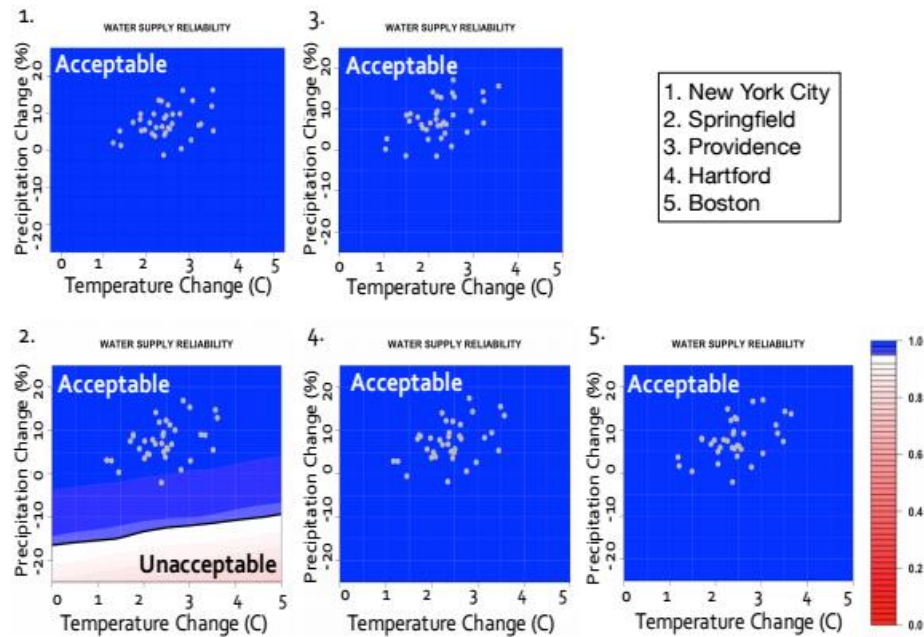 1.
WATER SUPPLY RELIABILITY
Acceptable
Precipitation Change (%)
20
10
0
-10
-20
0 1 2 3 4 5
Temperature Change (C)
3.
WATER SUPPLY RELIABILITY
Acceptable
Precipitation Change (%)
20
10
0
-10
-20
0 1 2 3 4 5
Temperature Change (C)
1. New York City
2. Springfield
3. Providence
4. Hartford
5. Boston
2.
WATER SUPPLY RELIABILITY
Acceptable
Unacceptable
Precipitation Change (%)
20
10
0
-10
-20
0 1 2 3 4 5
Temperature Change (C)
4.
WATER SUPPLY RELIABILITY
Acceptable
Precipitation Change (%)
20
10
0
-10
-20
0 1 2 3 4 5
Temperature Change (C)
5.
WATER SUPPLY RELIABILITY
Acceptable
Precipitation Change (%)
20
10
0
-10
-20
0 1 2 3 4 5
Temperature Change (C)
1.0
0.8
0.6
0.4
0.2
0.0